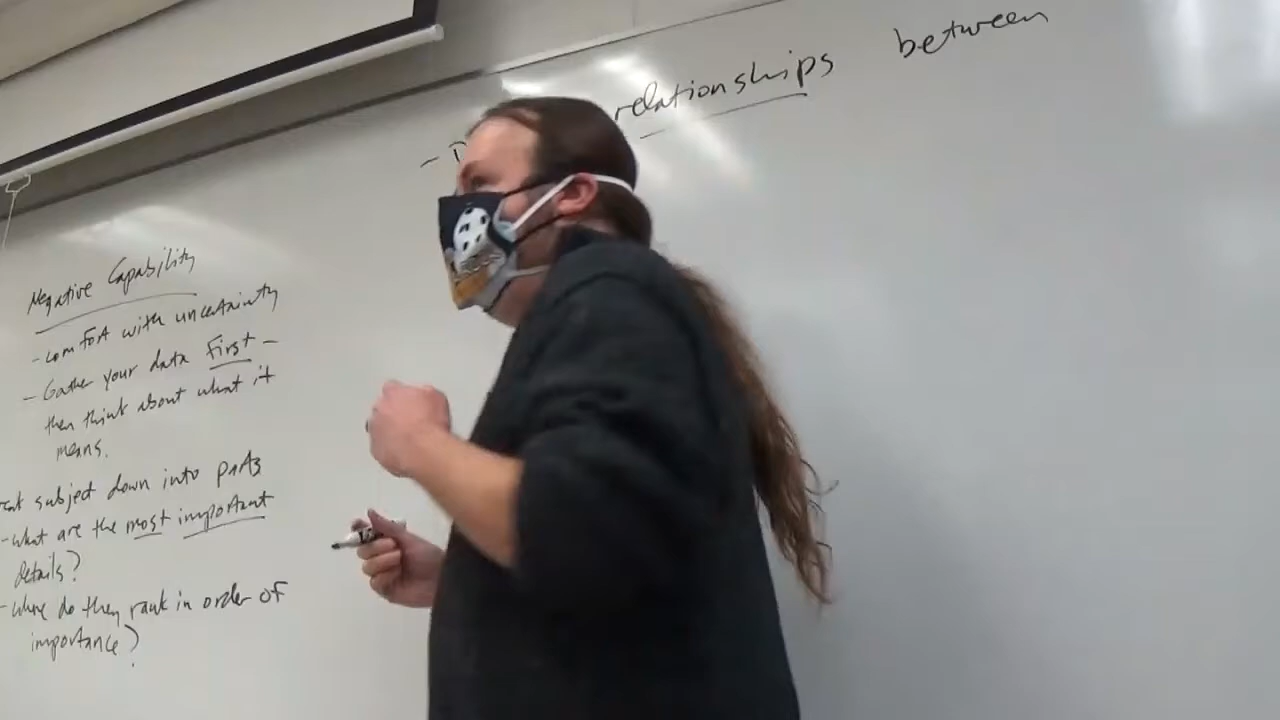 relationships between
Negative Capability
- comfort with uncertainty
- Gather your data first -
then think about what it
means.
subject down into parts
- what are the most important
details?
- where do they rank in order of
importance?